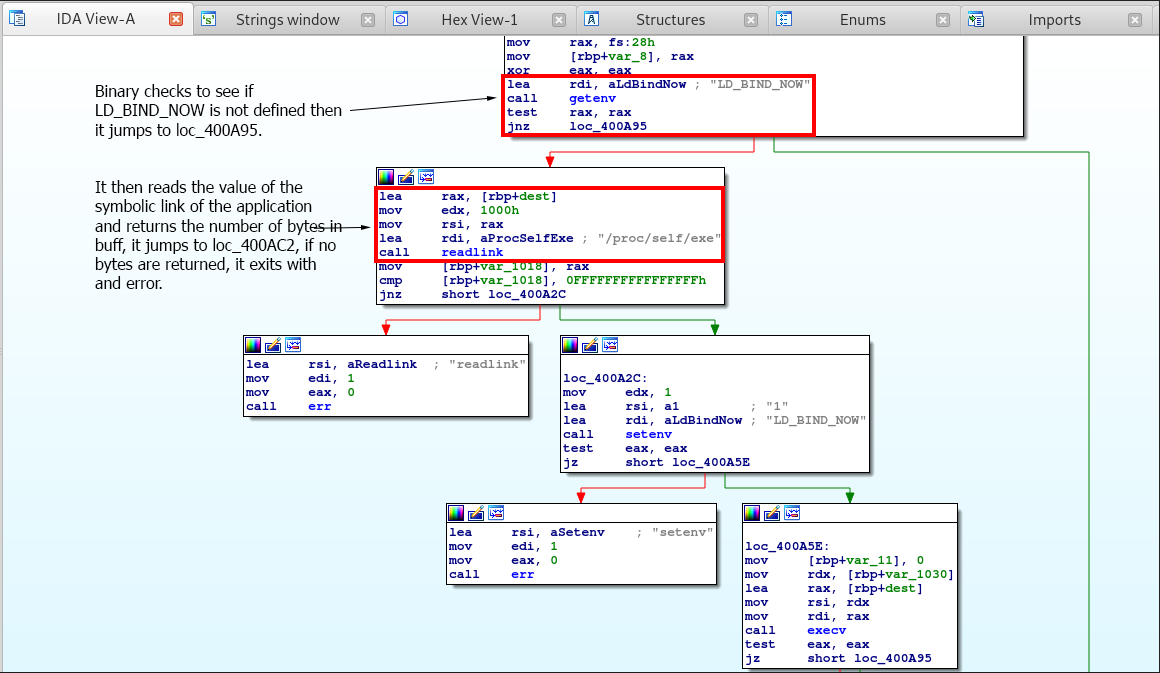 IDA View-A Strings window Hex View-1 Structures Enums Imports
mov rax, fs:28h
mov [rbp+var_8], rax
xor eax, eax
lea rdi, aLdBindNow ; "LD_BIND_NOW"
call getenv
test rax, rax
jnz loc_400A95
Binary checks to see if
LD_BIND_NOW is not defined then
it jumps to loc_400A95.
It then reads the value of the
symbolic link of the application
and returns the number of bytes in
buff, it jumps to loc_400AC2, if no
bytes are returned, it exits with
and error.
lea rax, [rbp+dest]
mov edx, 1000h
mov rsi, rax
lea rdi, aProcSelfExe ; "/proc/self/exe"
call readlink
mov [rbp+var_1018], rax
cmp [rbp+var_1018], 0FFFFFFFFFFFFFFFFh
jnz short loc_400A2C
lea rsi, aReadlink ; "readlink"
mov edi, 1
mov eax, 0
call err
loc_400A2C:
mov edx, 1
lea rsi, a1 ; "1"
lea rdi, aLdBindNow ; "LD_BIND_NOW"
call setenv
test eax, eax
jz short loc_400A5E
lea rsi, aSetenv ; "setenv"
mov edi, 1
mov eax, 0
call err
loc_400A5E:
mov [rbp+var_11], 0
mov rdx, [rbp+var_1030]
lea rax, [rbp+dest]
mov rsi, rdx
mov rdi, rax
call execv
test eax, eax
jz short loc_400A95